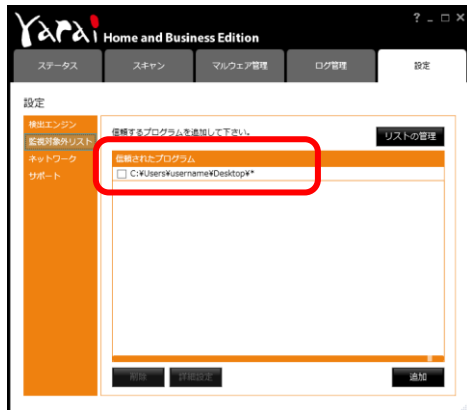 Yarai Home and Business Edition
? _ □ ×
ステータス
スキャン
マルウェア管理
ログ管理
設定
設定
検出エンジン
監視対象外リスト
ネットワーク
サポート
信頼するプログラムを追加して下さい。
リストの管理
信頼されたプログラム
C:¥Users¥username¥Desktop¥*
削除
詳細設定
追加